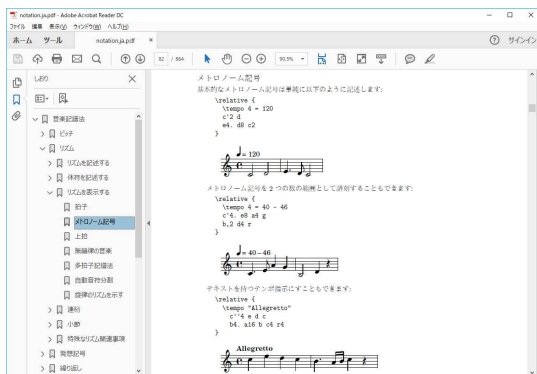 notation.ja.pdf - Adobe Acrobat Reader DC
ファイル 編集 表示(V) ウィンドウ(W) ヘルプ(H)
ホーム ツール notation.ja.pdf × サインイン
82 / 864 90.5%
しおり
音楽記譜法
ピッチ
リズム
リズムを記述する
休符を記述する
リズムを表示する
拍子
メトロノーム記号
上拍
無韻律の音楽
多拍子記譜法
自動音符分割
旋律のリズムを示す
連桁
小節
特殊なリズム関連事項
発想記号
繰り返し
メトロノーム記号
基本的なメトロノーム記号は単純に以下のように記述します:
\relative {
\tempo 4 = 120
c'2 d
e4. d8 c2
}
= 120
メトロノーム記号を 2 つの数の範囲として譜刻することもできます:
\relative {
\tempo 4 = 40 - 46
c'4. e8 a4 g
b,2 d4 r
}
= 40 – 46
テキストを持つテンポ指示にすこともできます:
\relative {
\tempo "Allegretto"
c''4 e d c
b4. a16 b c4 r4
}
Allegretto